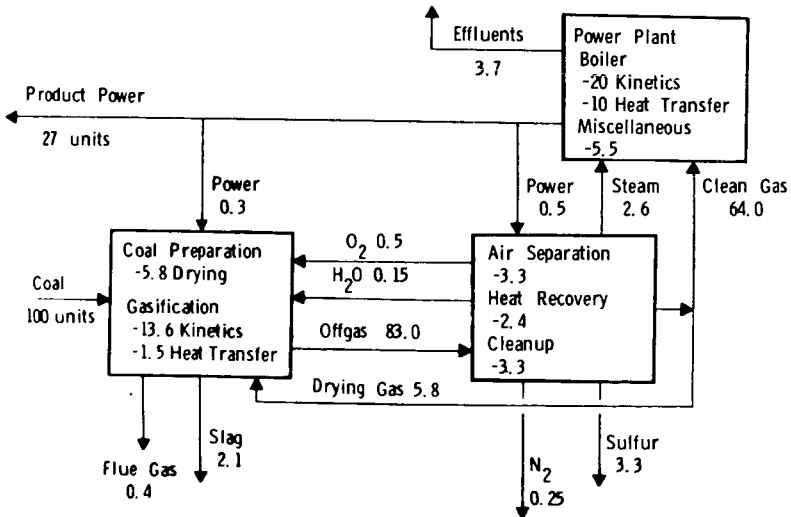 Effluents
3.7
Power Plant
Boiler
-20 Kinetics
-10 Heat Transfer
Miscellaneous
-5.5
Product Power
27 units
Power
0.3
Power
0.5
Steam
2.6
Clean Gas
64.0
Coal Preparation
-5.8 Drying
Gasification
-13.6 Kinetics
-1.5 Heat Transfer
Coal
100 units
O2 0.5
H2O 0.15
Offgas 83.0
Drying Gas 5.8
Air Separation
-3.3
Heat Recovery
-2.4
Cleanup
-3.3
Flue Gas
0.4
Slag
2.1
N2
0.25
Sulfur
3.3